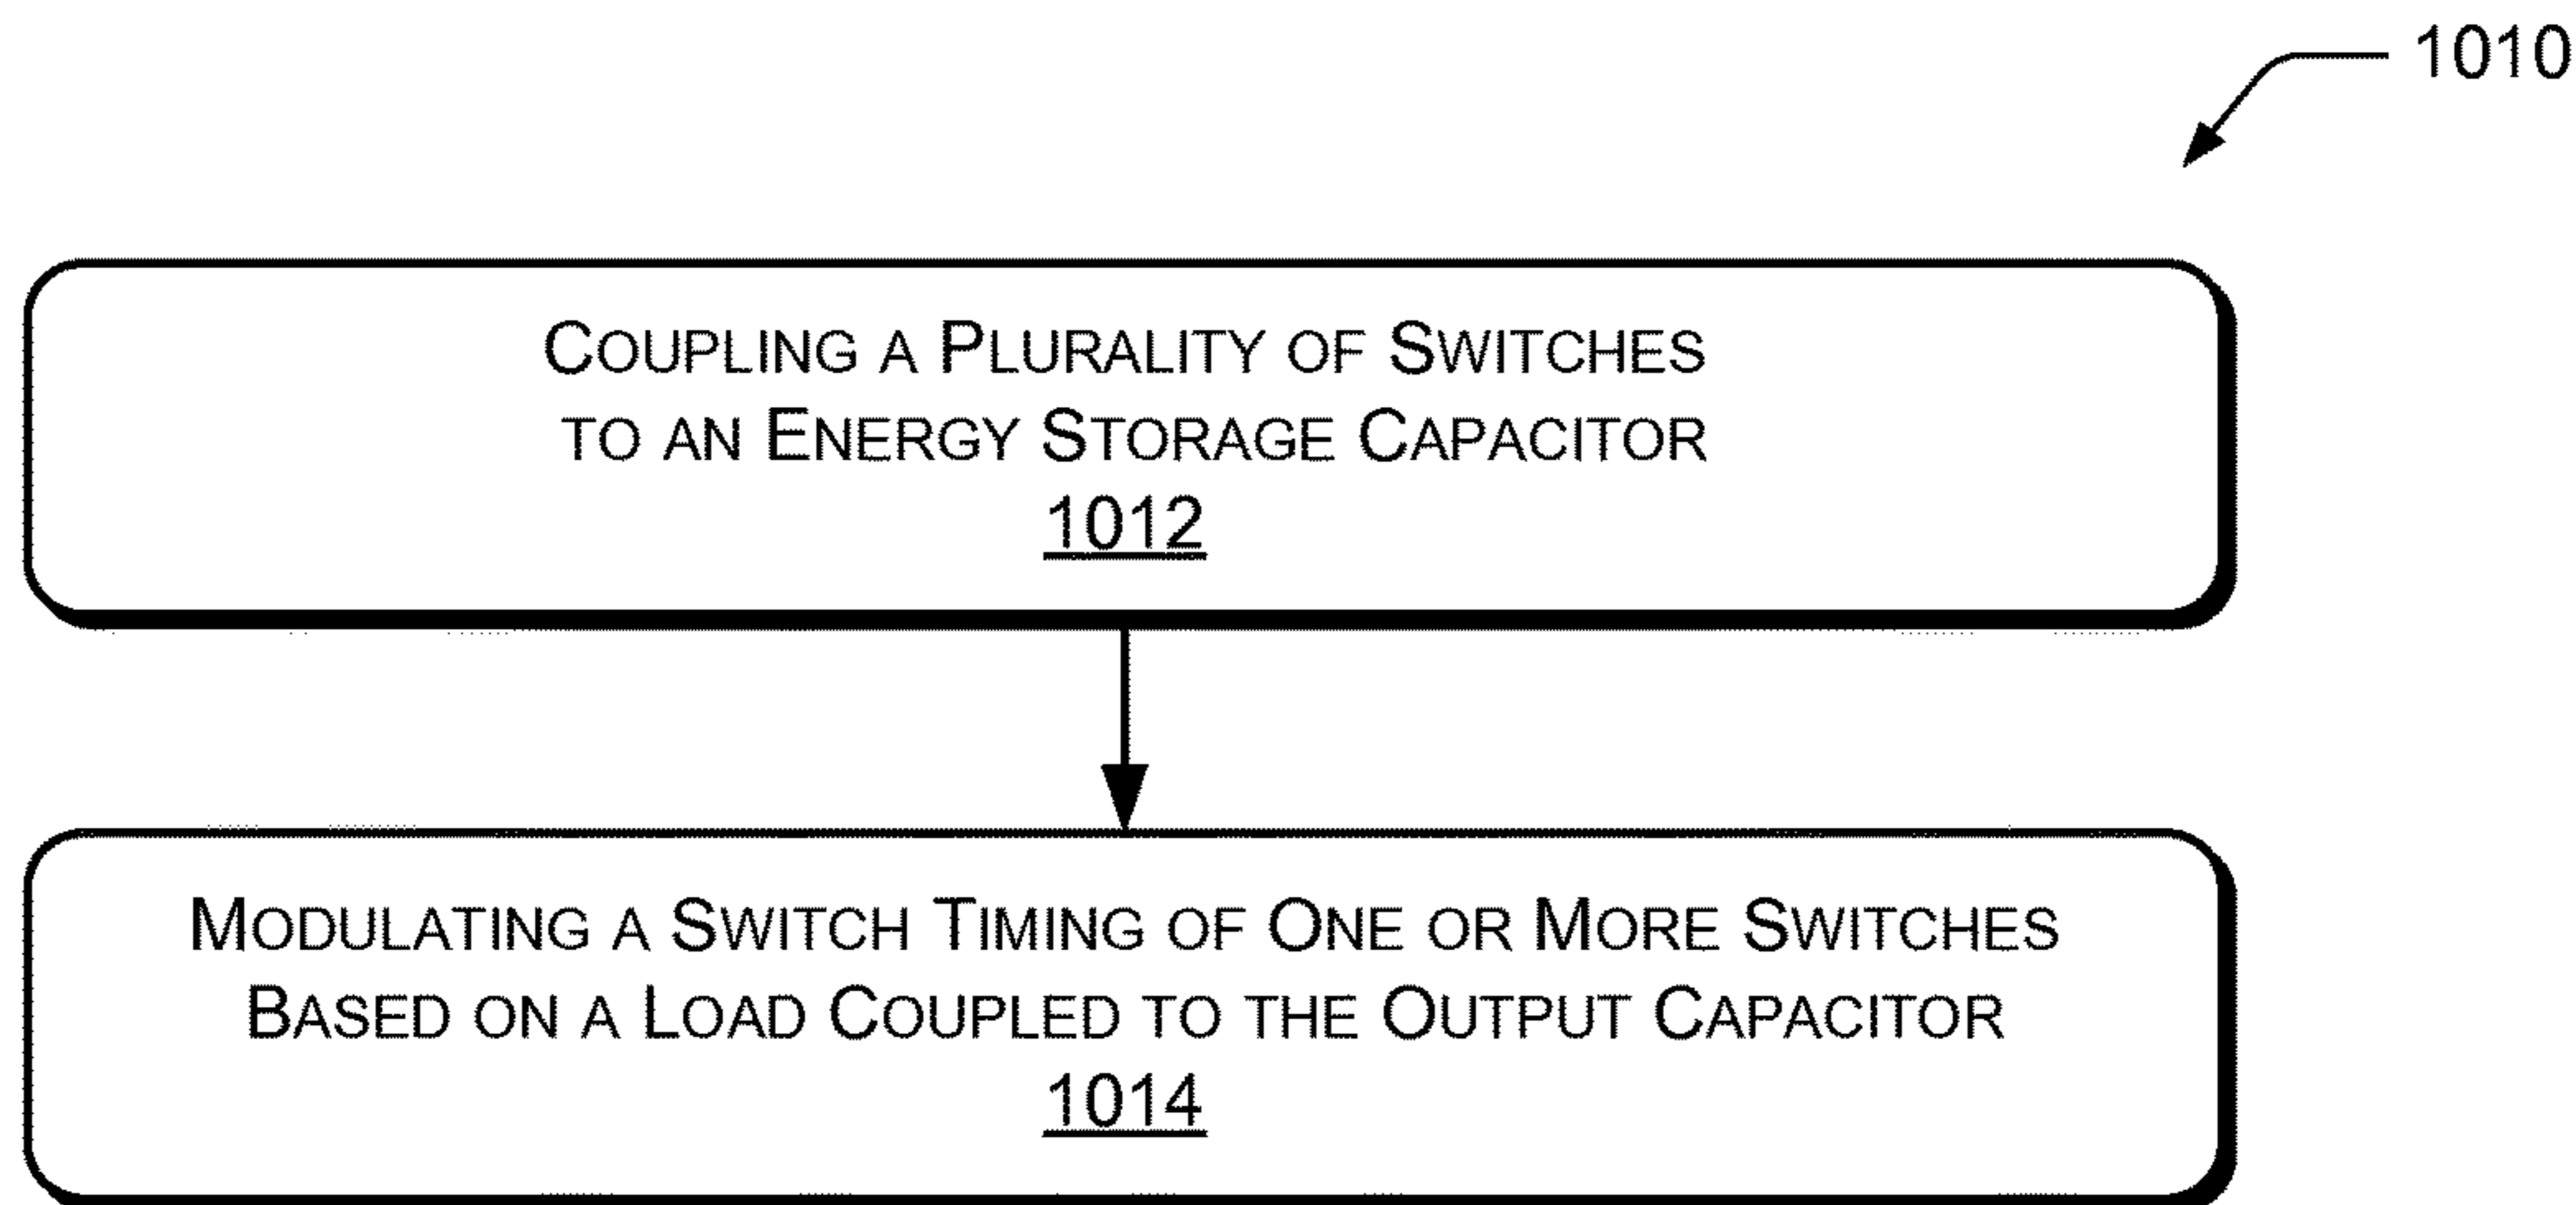 1010
COUPLING A PLURALITY OF SWITCHES
TO AN ENERGY STORAGE CAPACITOR
1012
MODULATING A SWITCH TIMING OF ONE OR MORE SWITCHES
BASED ON A LOAD COUPLED TO THE OUTPUT CAPACITOR
1014